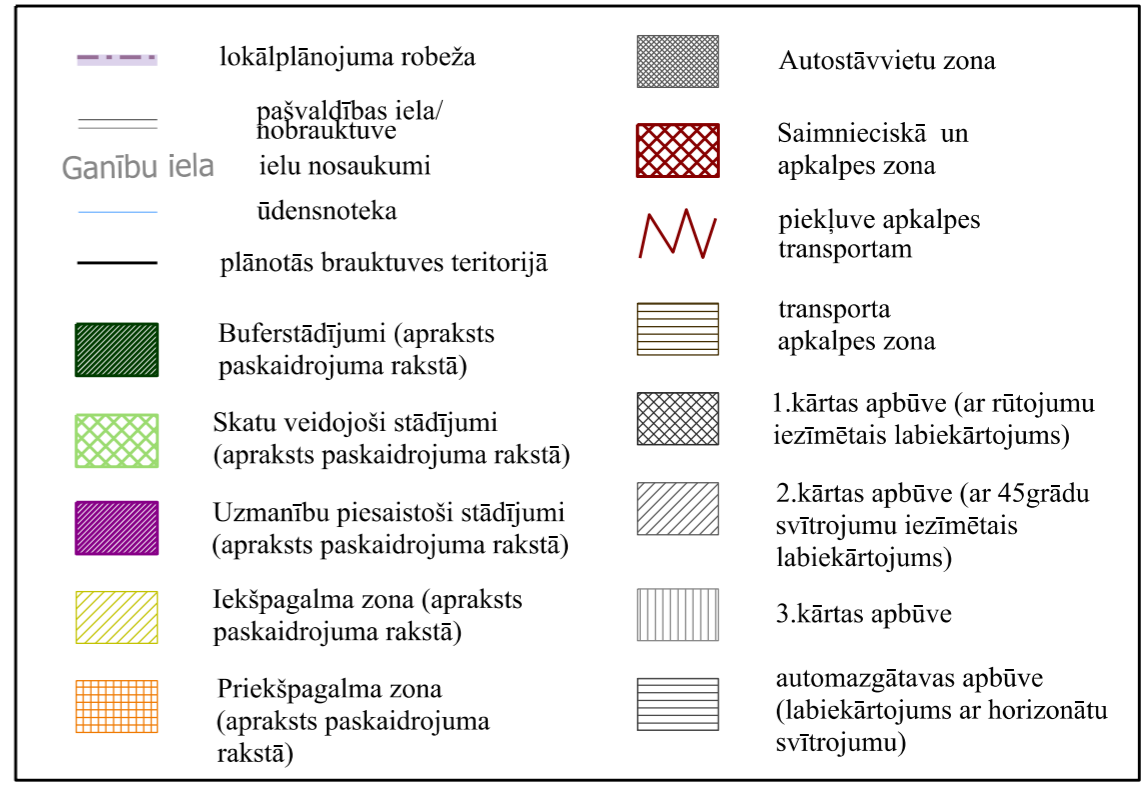 lokālplānojuma robeža
pašvaldības iela/
nobrauktuve
Ganību iela
ielu nosaukumi
ūdensnoteka
plānotās brauktuves teritorijā
Buferstādījumi (apraksts
paskaidrojuma rakstā)
Skatu veidojoši stādījumi
(apraksts paskaidrojuma rakstā)
Uzmanību piesaistoši stādījumi
(apraksts paskaidrojuma rakstā)
Iekšpagalma zona (apraksts
paskaidrojuma rakstā)
Priekšpagalma zona
(apraksts paskaidrojuma
rakstā)
Autostāvvietu zona
Saimnieciskā un
apkalpes zona
piekļuve apkalpes
transportam
transporta
apkalpes zona
1.kārtas apbūve (ar rūtojumu
iezīmētais labiekārtojums)
2.kārtas apbūve (ar 45grādu
svītrojumu iezīmētais
labiekārtojums)
3.kārtas apbūve
automazgātavas apbūve
(labiekārtojums ar horizonātu
svītrojumu)